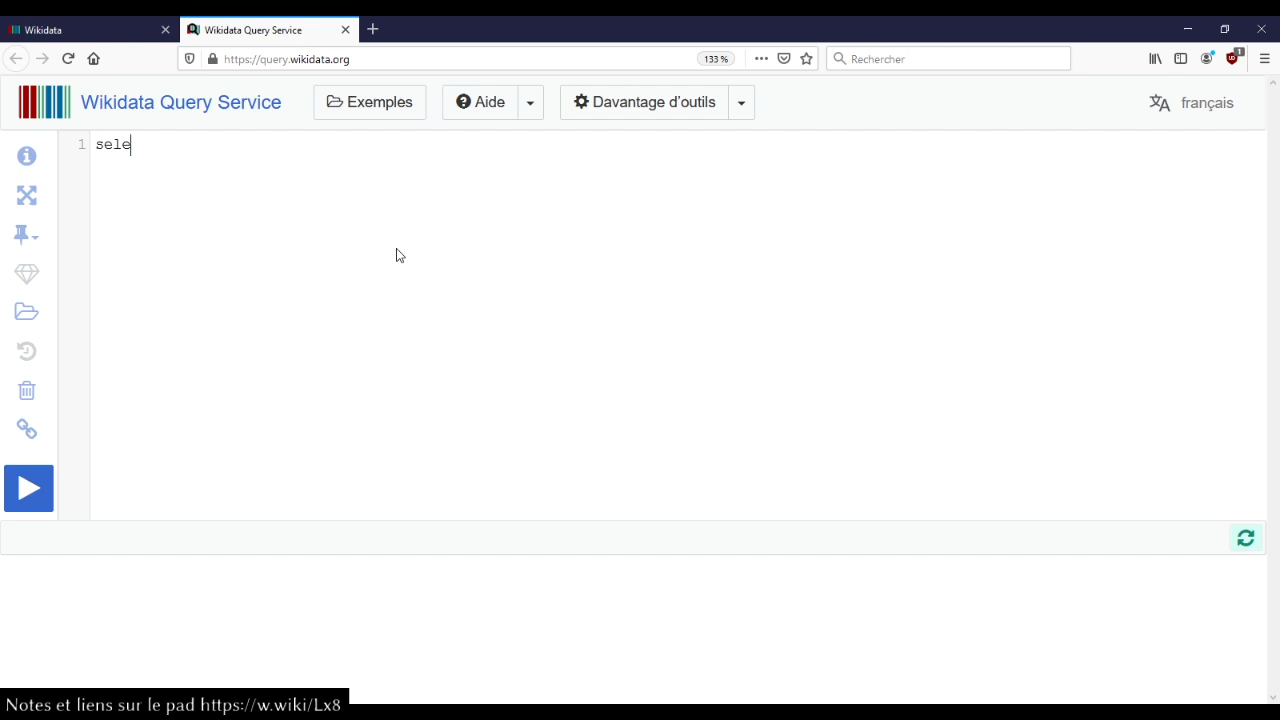 Wikidata
Wikidata Query Service
https://query.wikidata.org
133 %
Rechercher
1
Wikidata Query Service
Exemples
Aide
Davantage d'outils
français
1 sele
Notes et liens sur le pad https://w.wiki/Lx8